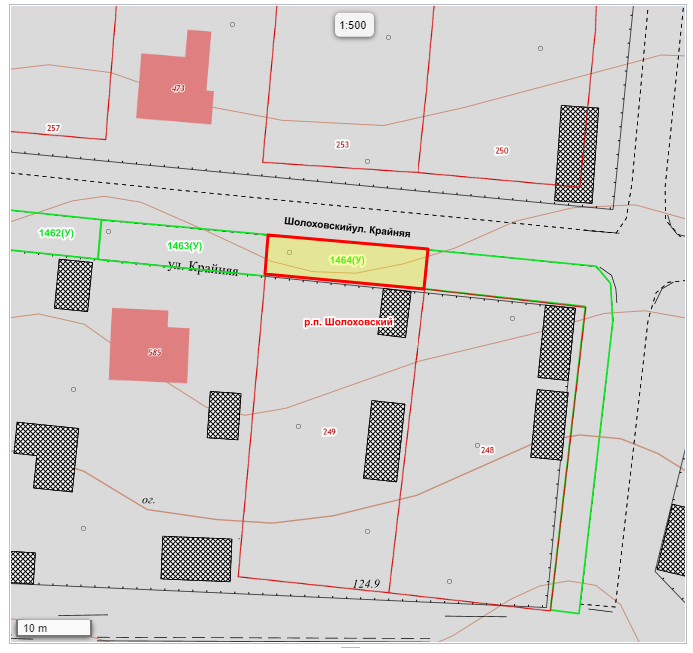 1:500
473
257
253
250
Шолоховскийул. Крайняя
1462(У)
1463(У)
1464(У)
ул. Крайняя
р.п. Шолоховский
585
249
248
ог.
124.9
10 m